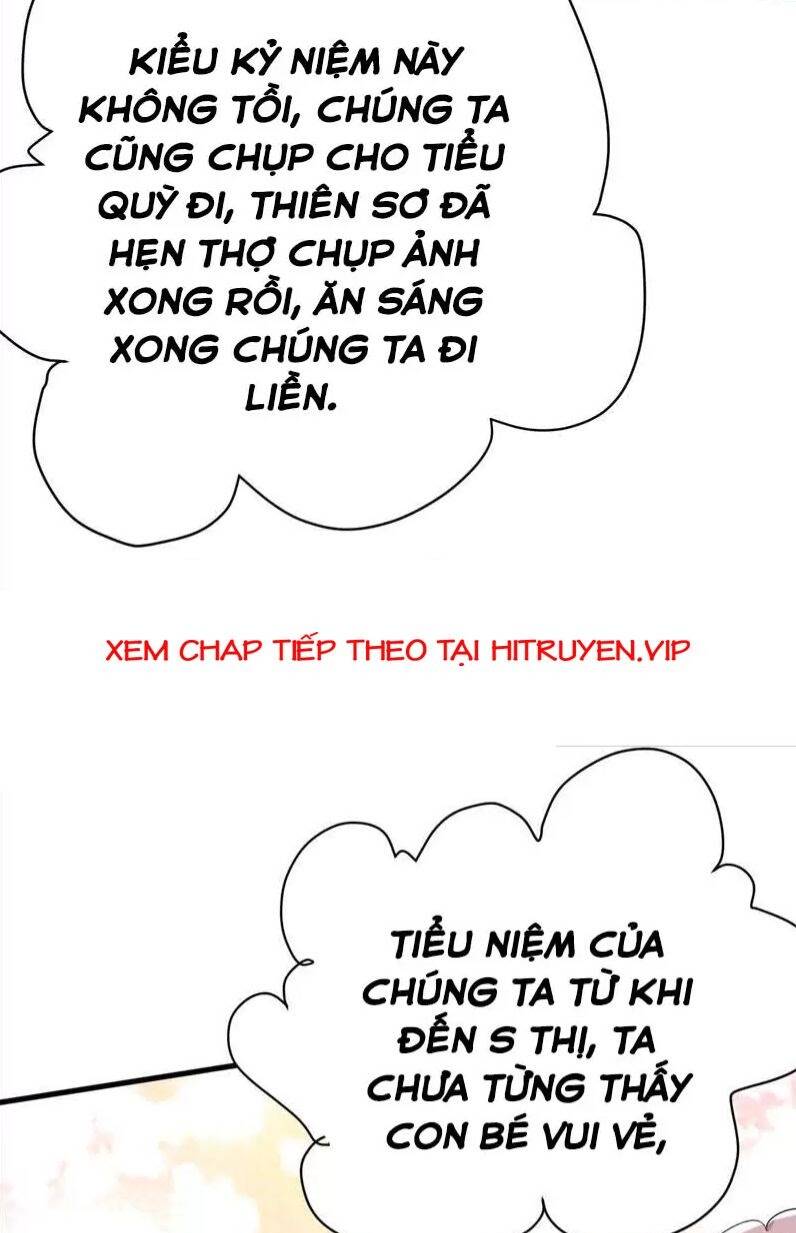 KIỂU KỶ NIỆM NÀY
KHÔNG TỒI, CHÚNG TA
CŨNG CHỤP CHO TIỂU
QUỲ ĐI, THIÊN SƠ ĐÃ
HẸN THỢ CHỤP ẢNH
XONG RỒI, ĂN SÁNG
XONG CHÚNG TA ĐI
LIỀN.
XEM CHAP TIẾP THEO TẠI HITRUYEN.VIP
TIỂU NIỆM CỦA
CHÚNG TA TỪ KHI
ĐẾN S THỊ, TA
CHƯA TỪNG THẤY
CON BÉ VUI VẺ,